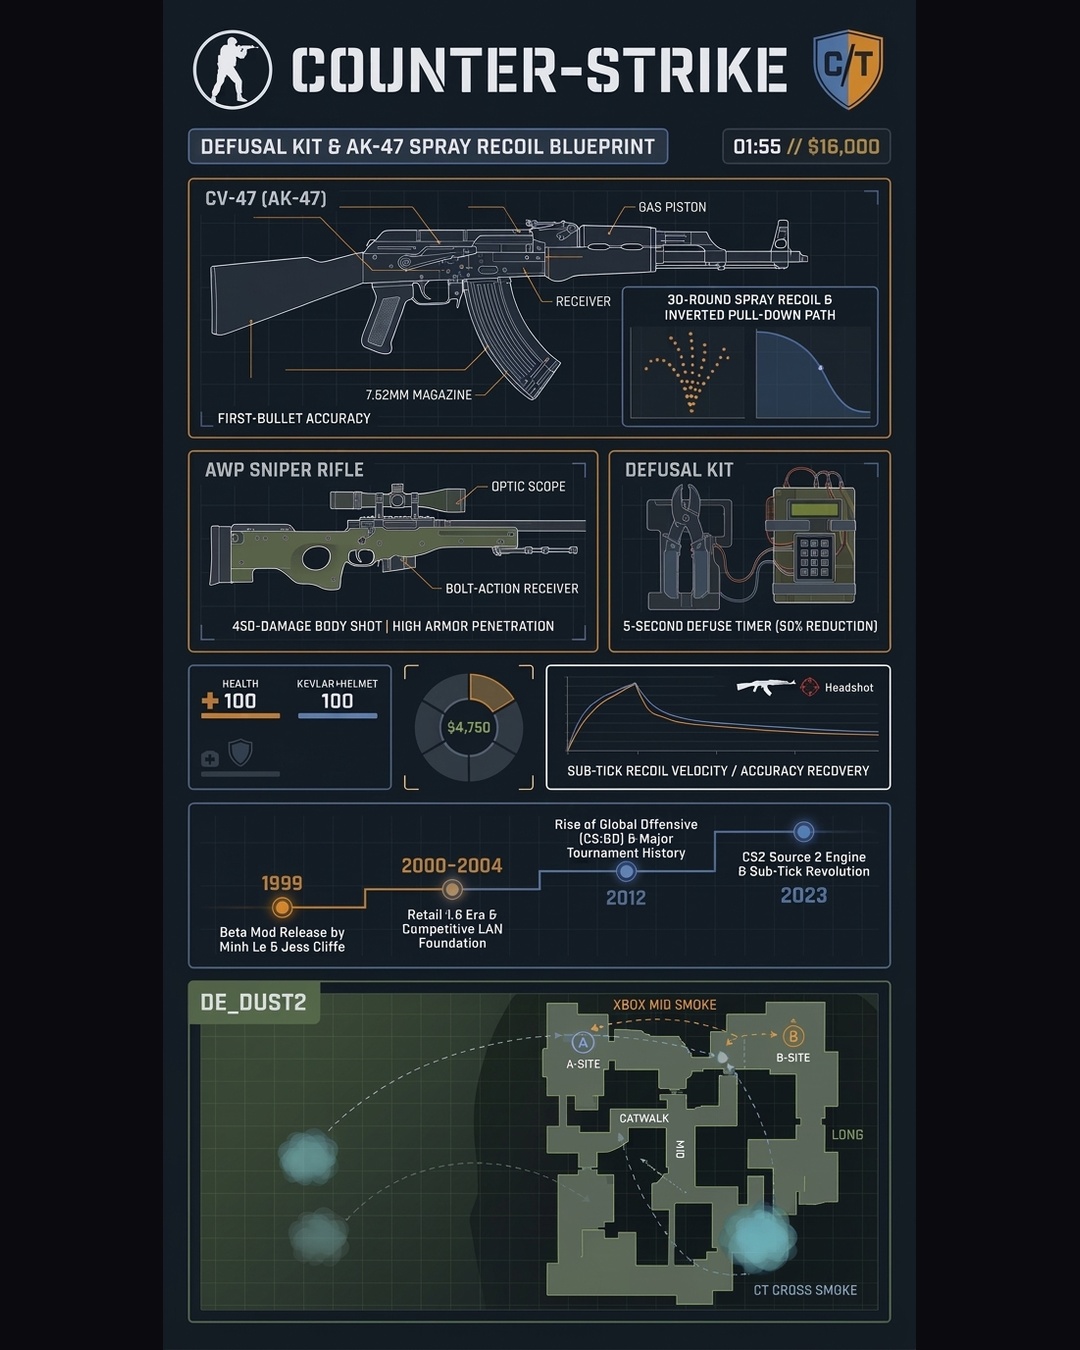 COUNTER-STRIKE
C/T
DEFUSAL KIT & AK-47 SPRAY RECOIL BLUEPRINT
01:55 // $16,000
CV-47 (AK-47)
GAS PISTON
RECEIVER
30-ROUND SPRAY RECOIL &
INVERTED PULL-DOWN PATH
7.62MM MAGAZINE
FIRST-BULLET ACCURACY
AWP SNIPER RIFLE
OPTIC SCOPE
BOLT-ACTION RECEIVER
4SO-DAMAGE BODY SHOT | HIGH ARMOR PENETRATION
DEFUSAL KIT
5-SECOND DEFUSE TIMER (SO% REDUCTION)
HEALTH
100
KEVLAR+HELMET
100
$4,750
Headshot
SUB-TICK RECOIL VELOCITY / ACCURACY RECOVERY
1999
Beta Mod Release by
Minh Le & Jess Cliffe
2000-2004
Retail 1.6 Era &
Competitive LAN
Foundation
Rise of Global Dffensive
(CS:BD) & Major
Tournament History
2012
CS2 Source 2 Engine
& Sub-Tick Revolution
2023
DE_DUST2
XBOX MID SMOKE
A
A-SITE
B
B-SITE
CATWALK
MID
LONG
CT CROSS SMOKE